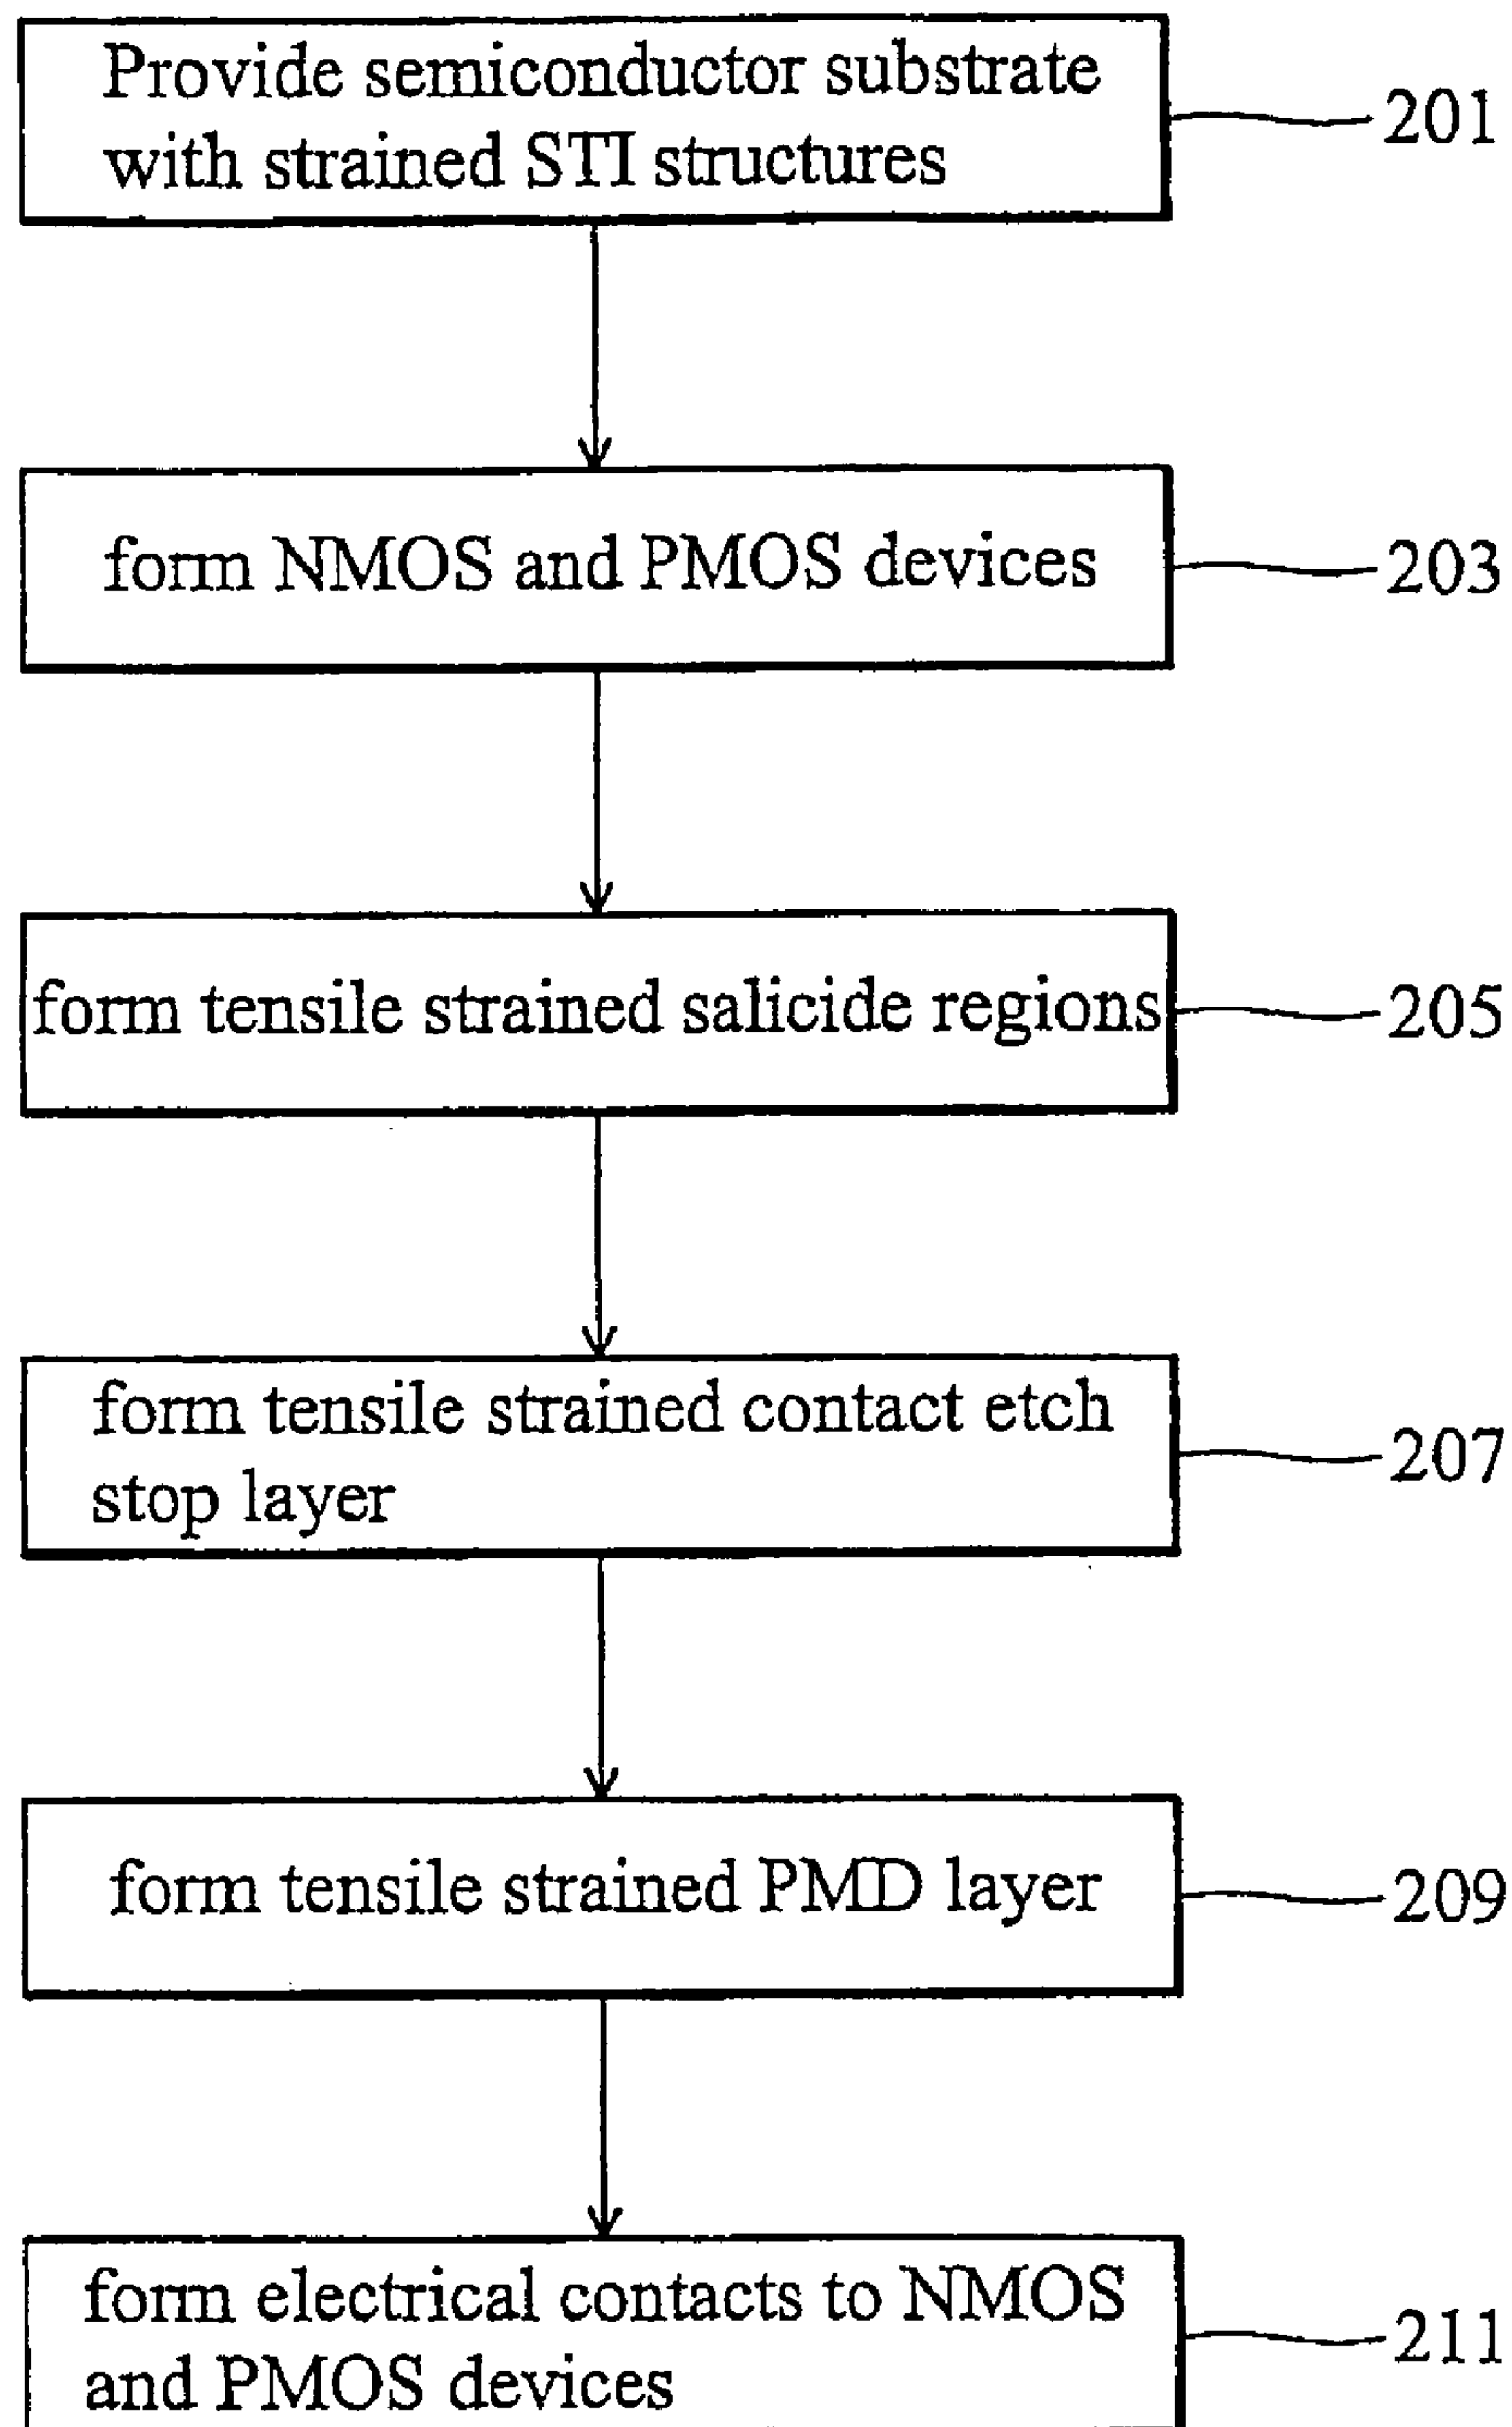 Provide semiconductor substrate
with strained STI structures
201
form NMOS and PMOS devices
203
form tensile strained salicide regions
205
form tensile strained contact etch
stop layer
207
form tensile strained PMD layer
209
form electrical contacts to NMOS
and PMOS devices
211